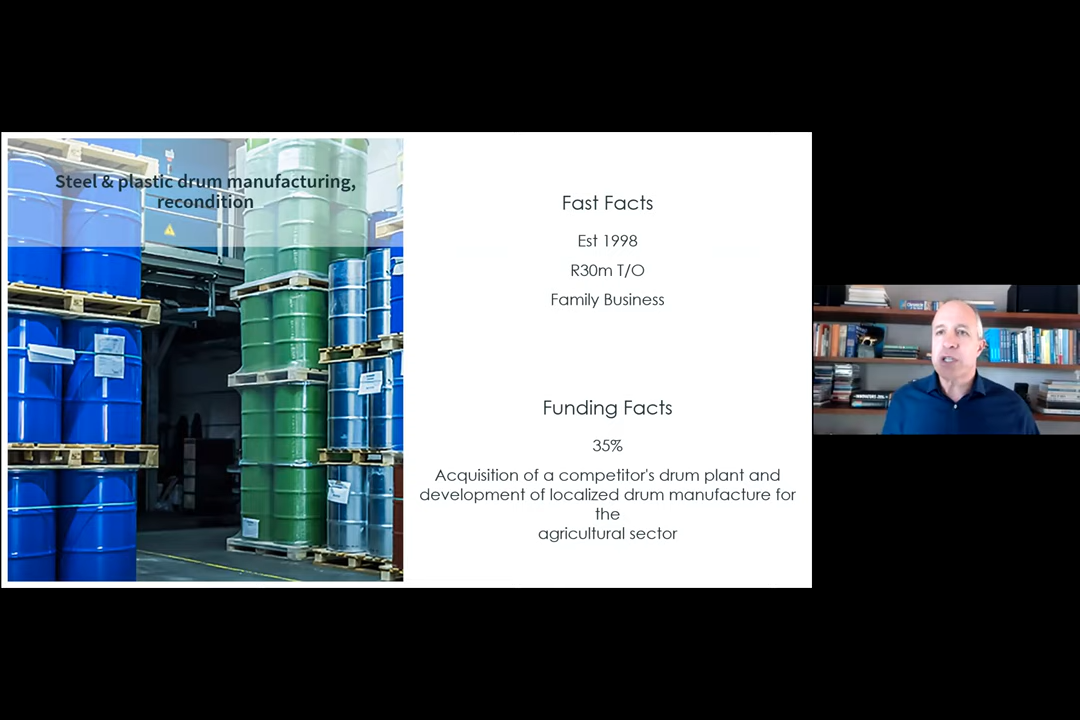 Steel & plastic drum manufacturing,
recondition
Fast Facts
Est 1998
R30m T/O
Family Business
Funding Facts
35%
Acquisition of a competitor's drum plant and
development of localized drum manufacture for
the
agricultural sector